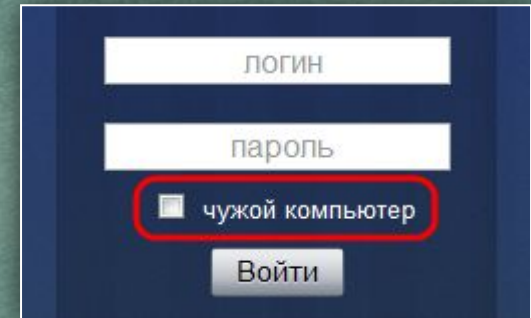 логин
пароль
чужой компьютер
Войти